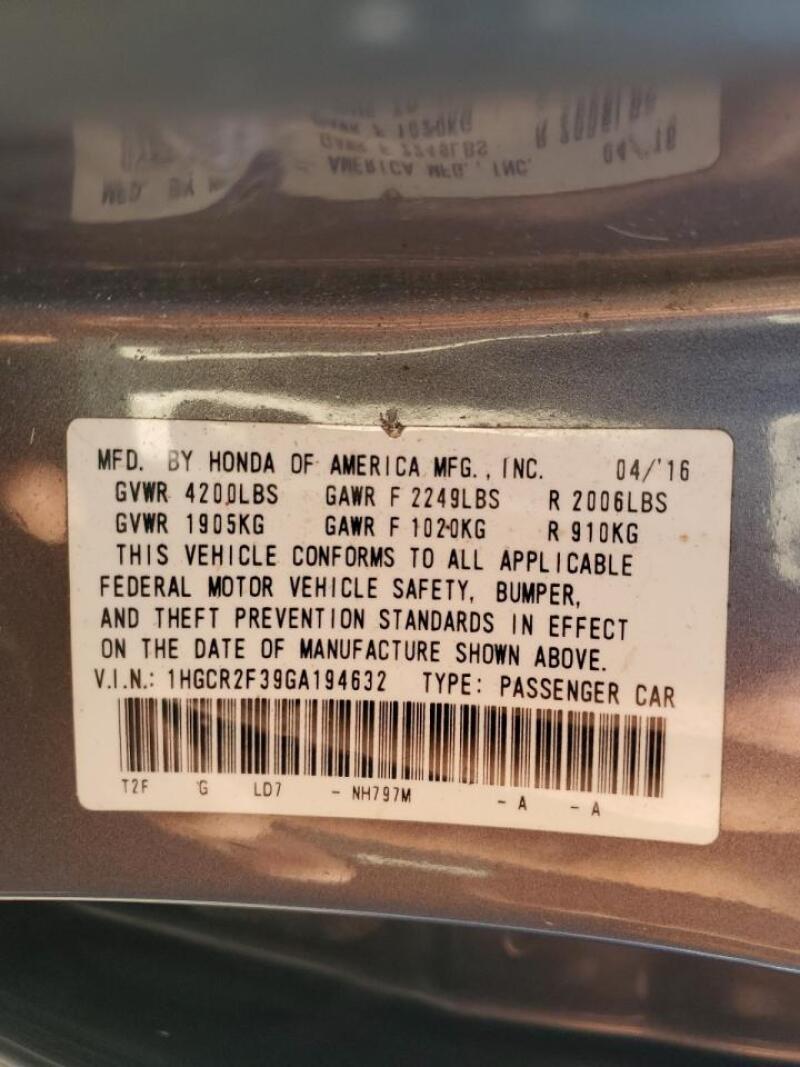 MFD. BY HONDA OF AMERICA MFG., INC. 04/'16
GVWR 4200LBS GAWR F 2249LBS R 2006LBS
GVWR 1905KG GAWR F 1020KG R 910KG
THIS VEHICLE CONFORMS TO ALL APPLICABLE
FEDERAL MOTOR VEHICLE SAFETY, BUMPER,
AND THEFT PREVENTION STANDARDS IN EFFECT
ON THE DATE OF MANUFACTURE SHOWN ABOVE.
V.I.N.: 1HGCR2F39GA194632 TYPE: PASSENGER CAR
T2F G LD7 - NH797M - A - A